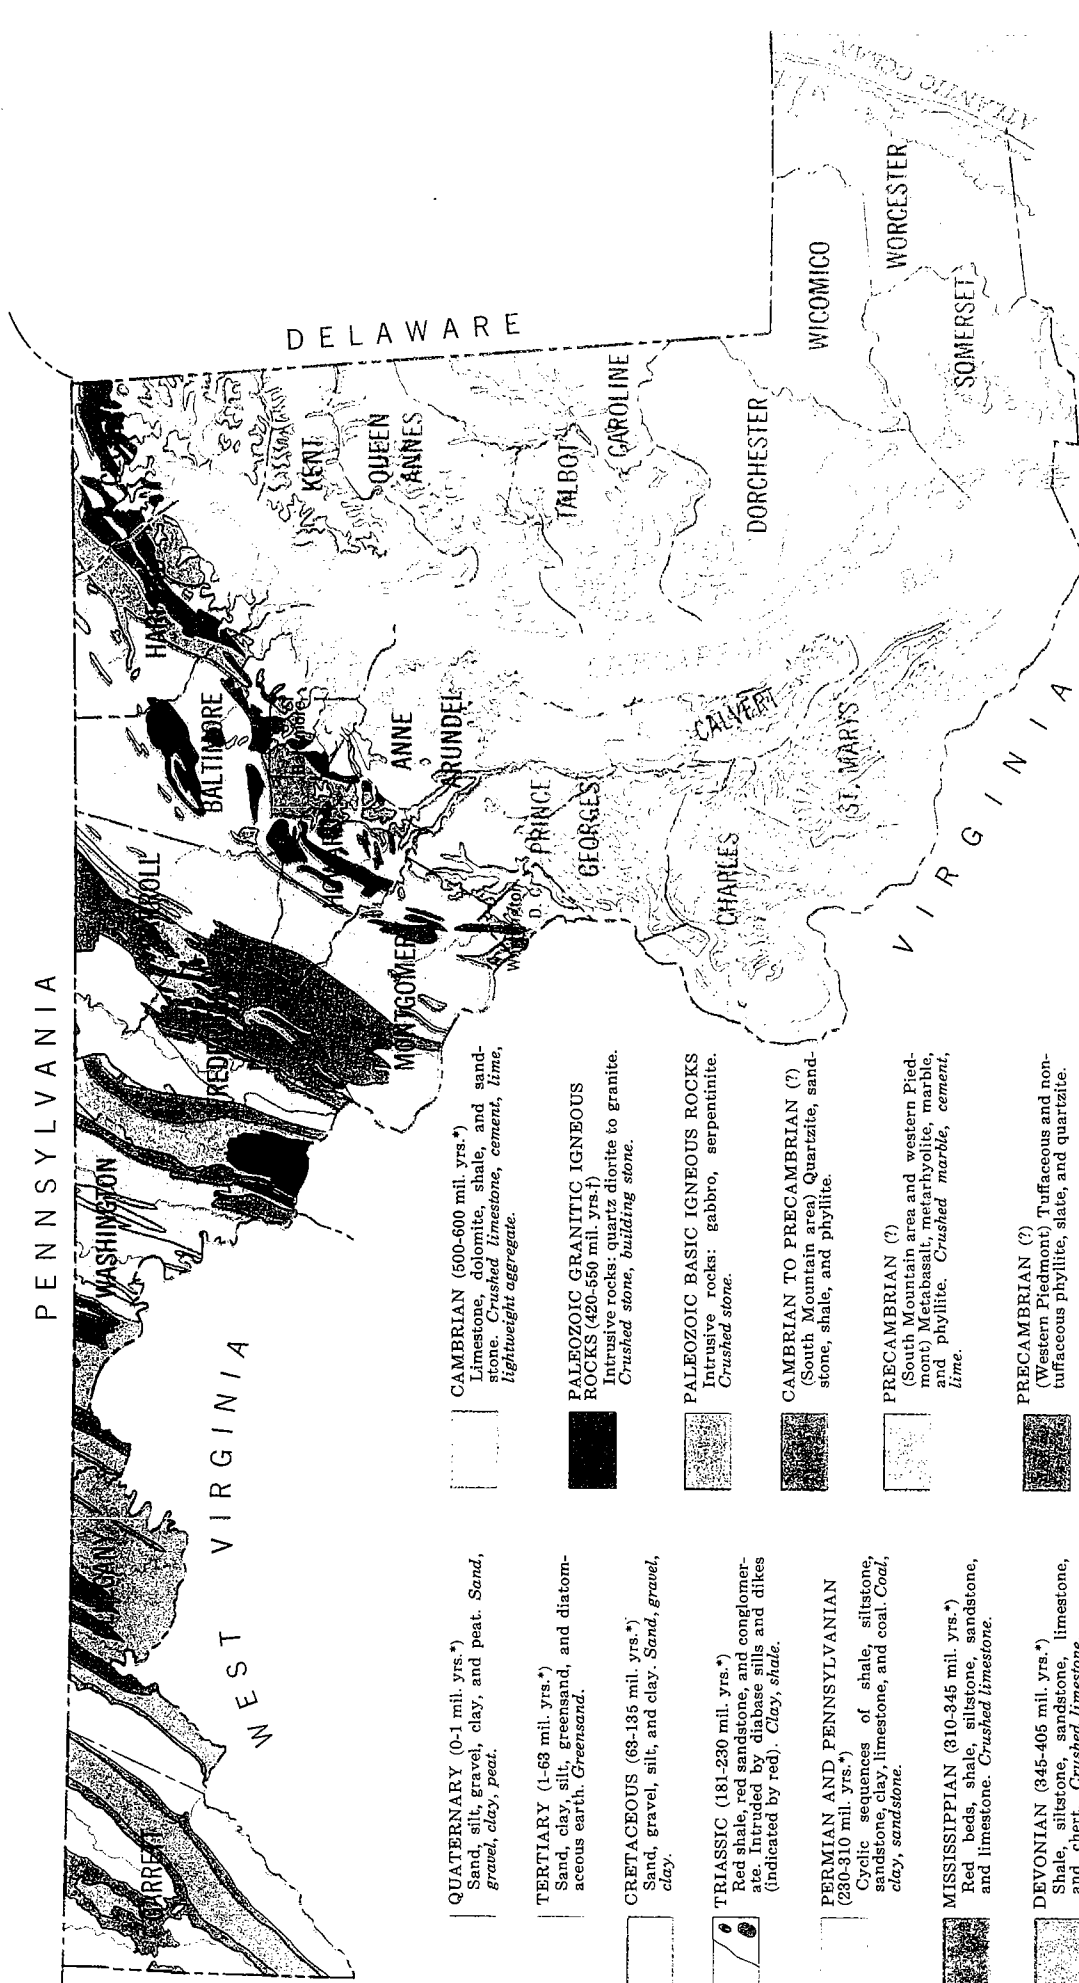 PENNSYLVANIA
DELAWARE
WEST VIRGINIA
VIRGINIA
ATLANTIC OCEAN
WASHINGTON
BALTIMORE
KENT
QUEEN
ANNES
TALBOT
CAROLINE
DORCHESTER
WICOMICO
WORCESTER
SOMERSET
ANNE
ARUNDEL
PRINCE
GEORGES
CALVERT
CHARLES
ST. MARYS
D. C.
QUATERNARY (0-1 mil. yrs.*)
Sand, silt, gravel, clay, and peat. Sand,
gravel, clay, peat.
TERTIARY (1-63 mil. yrs.*)
Sand, clay, silt, greensand, and diatom-
aceous earth. Greensand.
CRETACEOUS (63-135 mil. yrs.*)
Sand, gravel, silt, and clay. Sand, gravel,
clay.
TRIASSIC (181-230 mil. yrs.*)
Red shale, red sandstone, and conglomer-
ate. Intruded by diabase sills and dikes
(indicated by red). Clay, shale.
PERMIAN AND PENNSYLVANIAN
(230-310 mil. yrs.*)
Cyclic sequences of shale, siltstone,
sandstone, clay, limestone, and coal. Coal,
clay, sandstone.
MISSISSIPPIAN (310-345 mil. yrs.*)
Red beds, shale, siltstone, sandstone,
and limestone. Crushed limestone.
DEVONIAN (345-405 mil. yrs.*)
Shale, siltstone, sandstone, limestone,
and chert. Crushed limestone
CAMBRIAN (500-600 mil. yrs.*)
Limestone, dolomite, shale, and sand-
stone. Crushed limestone, cement, lime,
lightweight aggregate.
PALEOZOIC GRANITIC IGNEOUS
ROCKS (420-550 mil. yrs.†)
Intrusive rocks: quartz diorite to granite.
Crushed stone, building stone.
PALEOZOIC BASIC IGNEOUS ROCKS
Intrusive rocks: gabbro, serpentinite.
Crushed stone.
CAMBRIAN TO PRECAMBRIAN (?)
(South Mountain area) Quartzite, sand-
stone, shale, and phyllite.
PRECAMBRIAN (?)
(South Mountain area and western Pied-
mont) Metabasalt, metarhyolite, marble,
and phyllite. Crushed marble, cement,
lime.
PRECAMBRIAN (?)
(Western Piedmont) Tuffaceous and non-
tuffaceous phyllite, slate, and quartzite.